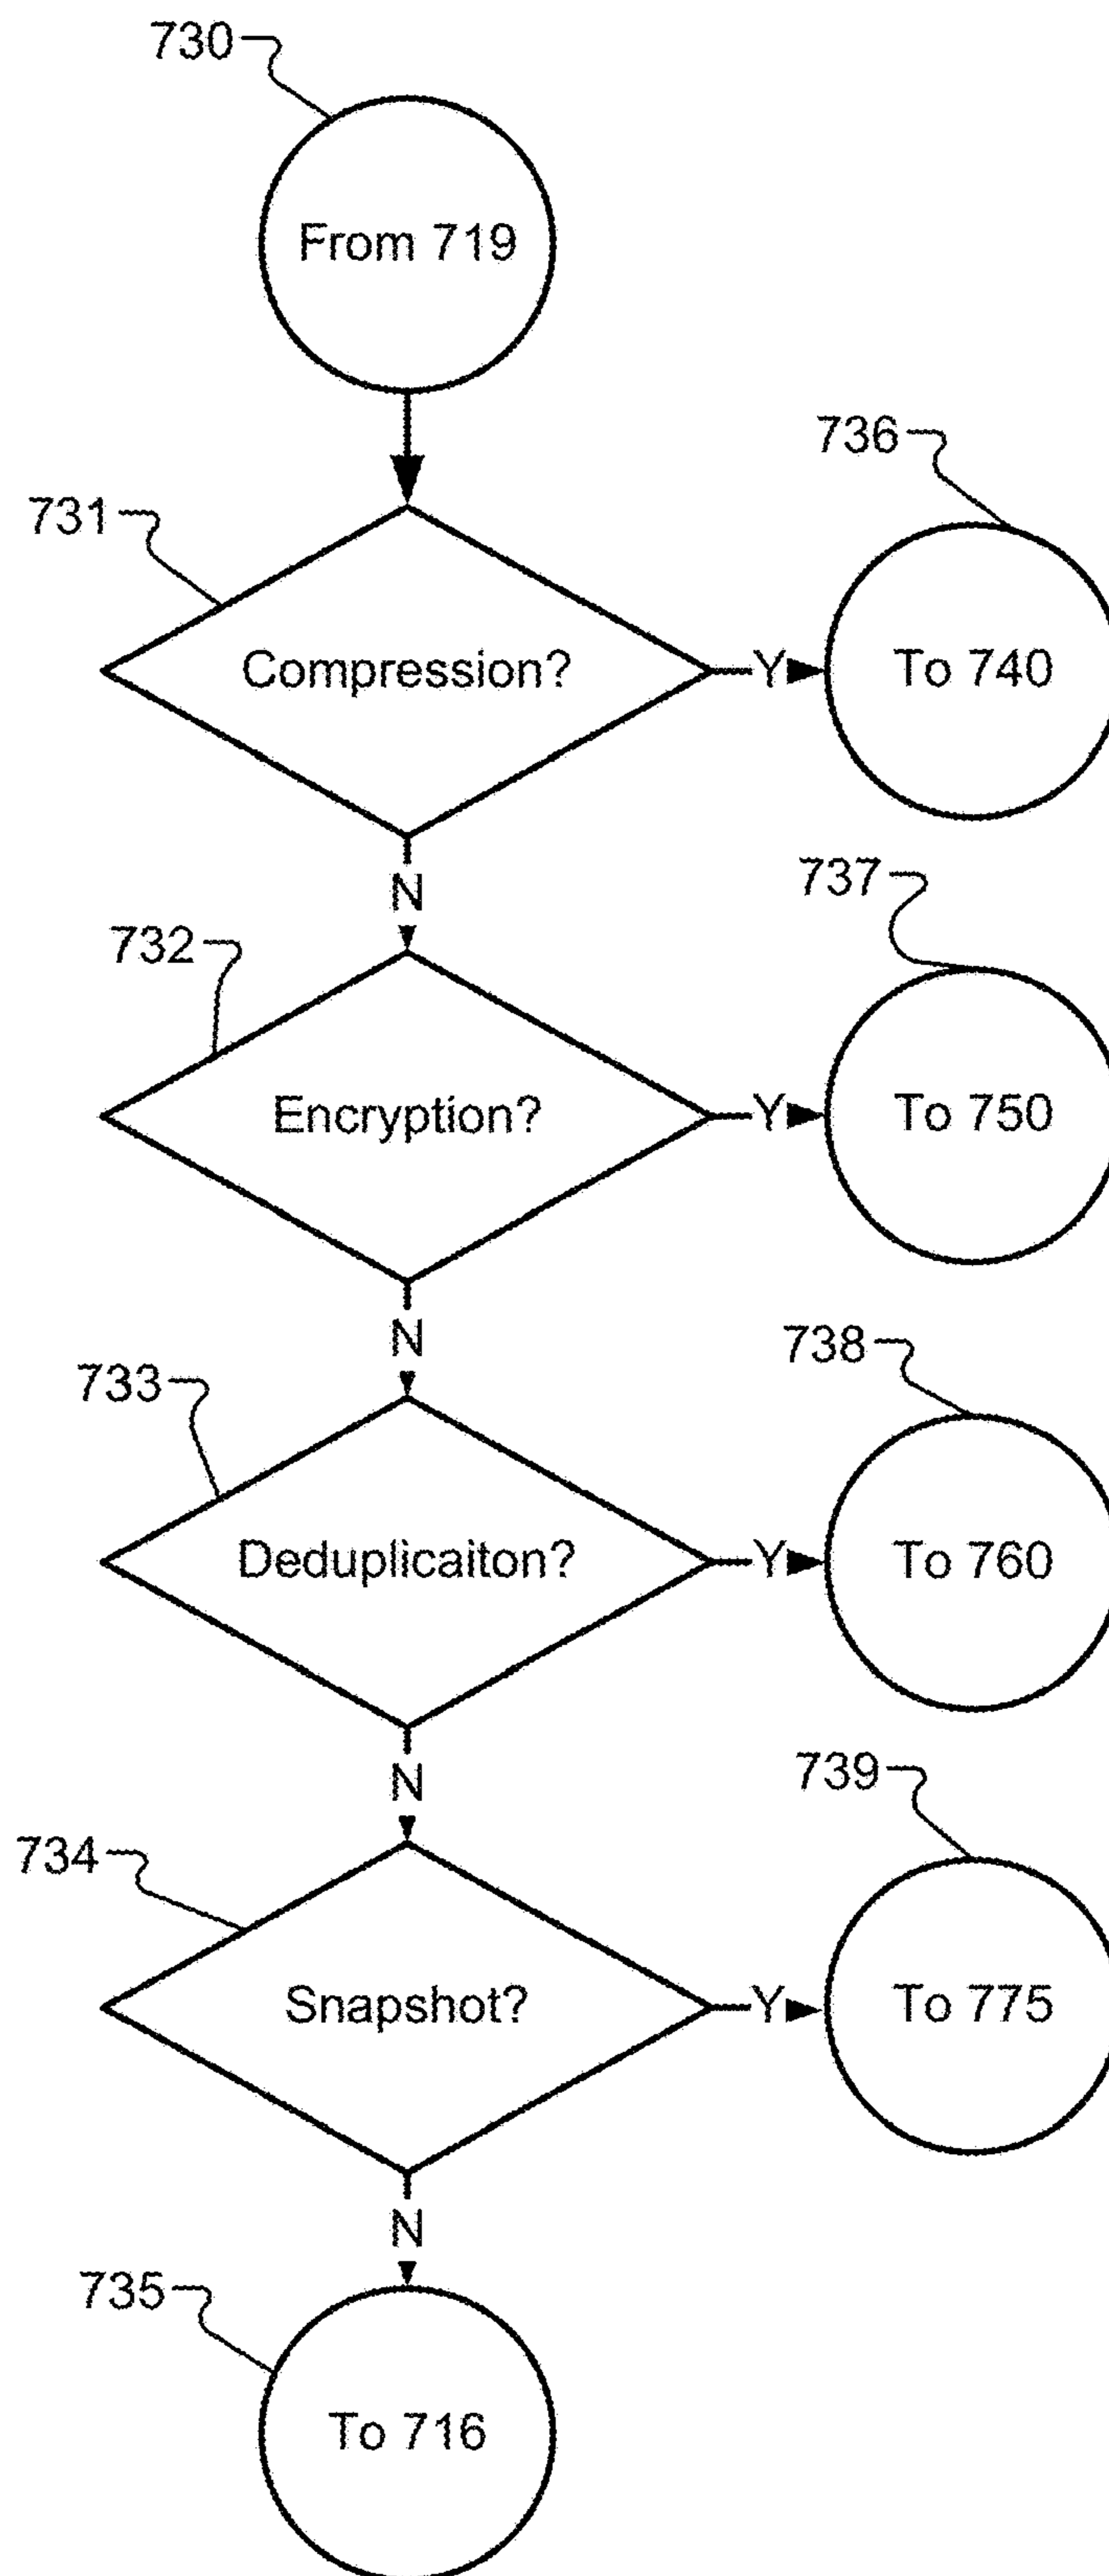 730
From 719
736
731
Compression?
Y
To 740
N
737
732
Encryption?
Y
To 750
N
738
733
Deduplicaiton?
Y
To 760
N
739
734
Snapshot?
Y
To 775
N
735
To 716